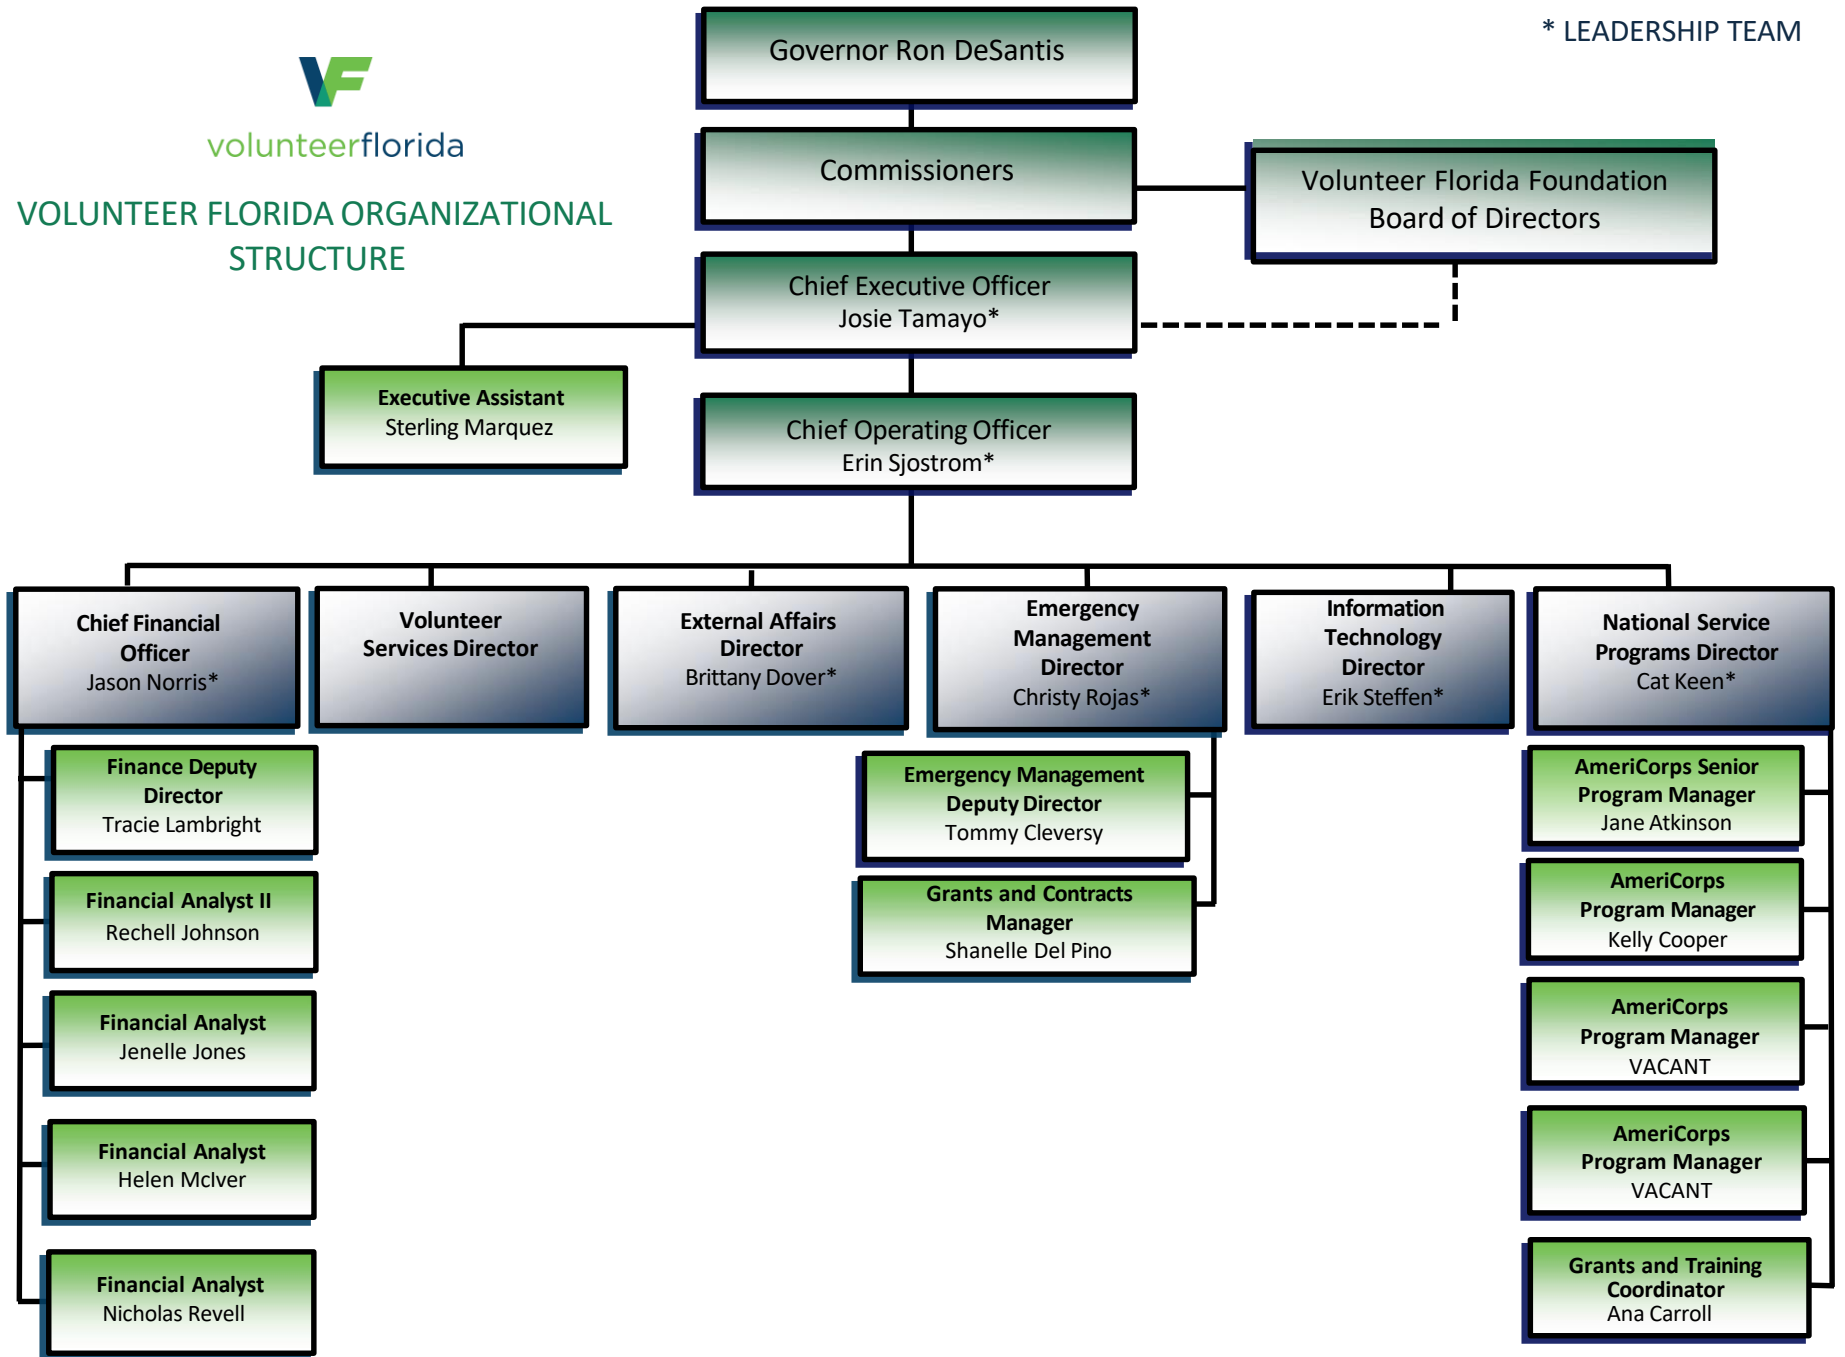 * LEADERSHIP TEAM
Governor Ron DeSantis
volunteerflorida
VOLUNTEER FLORIDA ORGANIZATIONAL
STRUCTURE
Commissioners
Volunteer Florida Foundation
Board of Directors
Chief Executive Officer
Josie Tamayo*
Executive Assistant
Sterling Marquez
Chief Operating Officer
Erin Sjostrom*
Chief Financial
Officer
Jason Norris*
Volunteer
Services Director
External Affairs
Director
Brittany Dover*
Emergency
Management
Director
Christy Rojas*
Information
Technology
Director
Erik Steffen*
National Service
Programs Director
Cat Keen*
Finance Deputy
Director
Tracie Lambright
Financial Analyst II
Rechell Johnson
Financial Analyst
Jenelle Jones
Financial Analyst
Helen McIver
Financial Analyst
Nicholas Revell
Emergency Management
Deputy Director
Tommy Cleversy
Grants and Contracts
Manager
Shanelle Del Pino
AmeriCorps Senior
Program Manager
Jane Atkinson
AmeriCorps
Program Manager
Kelly Cooper
AmeriCorps
Program Manager
VACANT
AmeriCorps
Program Manager
VACANT
Grants and Training
Coordinator
Ana Carroll